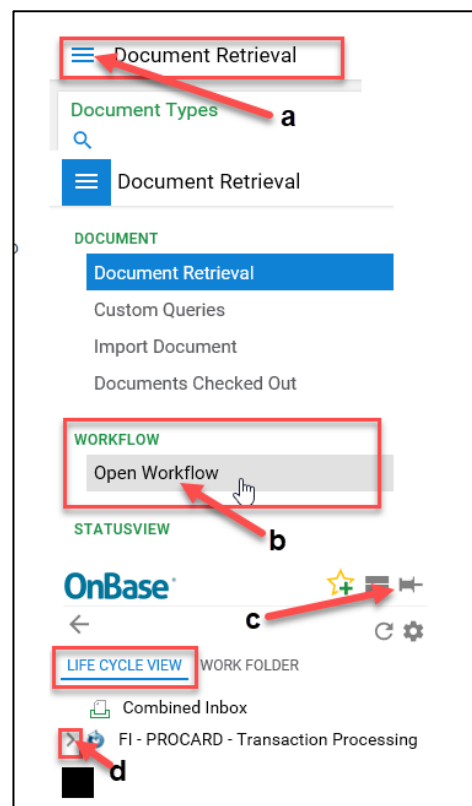 Document Retrieval
a
Document Types
Document Retrieval
DOCUMENT
Document Retrieval
Custom Queries
Import Document
Documents Checked Out
WORKFLOW
Open Workflow
b
STATUSVIEW
OnBase
c
LIFE CYCLE VIEW WORK FOLDER
Combined Inbox
FI - PROCARD - Transaction Processing
d